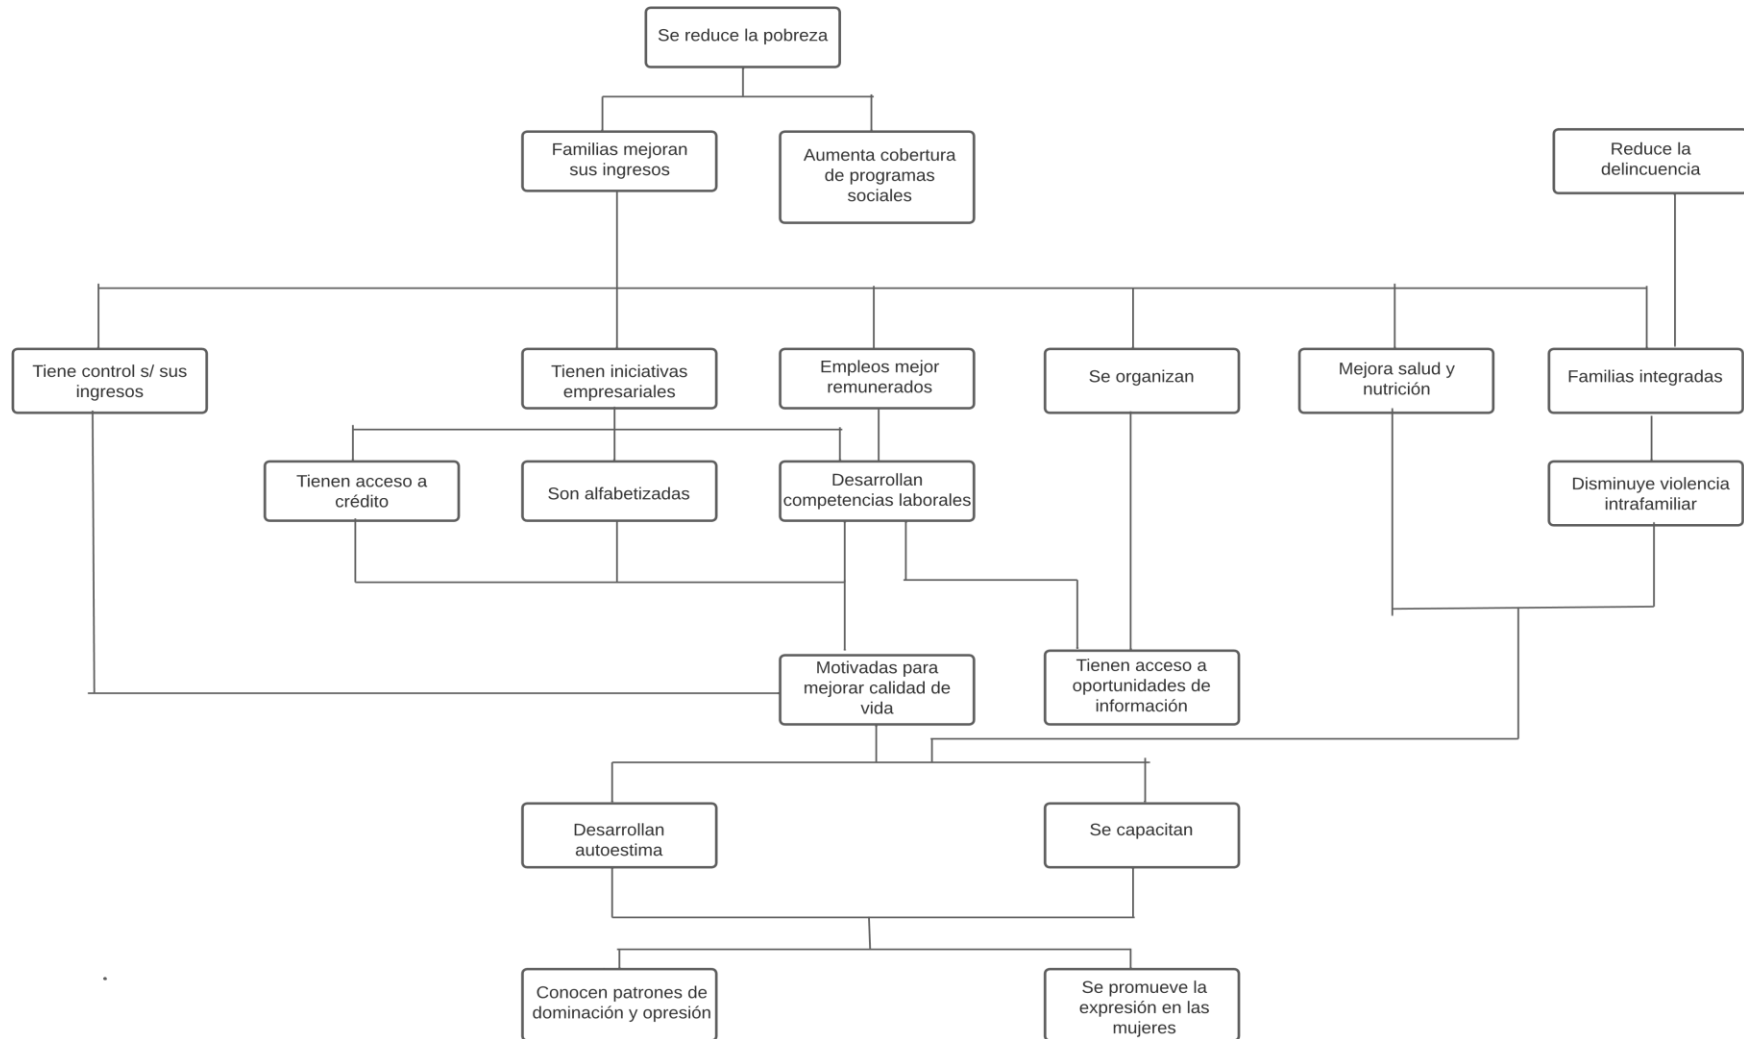 Se reduce la pobreza
Familias mejoran
sus ingresos
Aumenta cobertura
de programas
sociales
Reduce la
delincuencia
Tiene control s/ sus
ingresos
Tienen iniciativas
empresariales
Empleos mejor
remunerados
Se organizan
Mejora salud y
nutrición
Familias integradas
Tienen acceso a
crédito
Son alfabetizadas
Desarrollan
competencias laborales
Disminuye violencia
intrafamiliar
Motivadas para
mejorar calidad de
vida
Tienen acceso a
oportunidades de
información
Desarrollan
autoestima
Se capacitan
Conocen patrones de
dominación y opresión
Se promueve la
expresión en las
mujeres